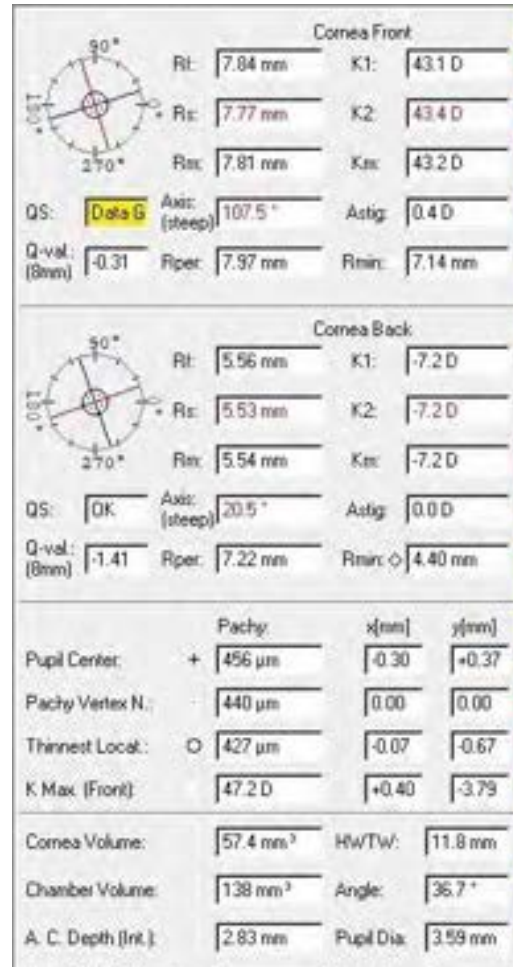 Cornea Front
90°
180°
0°
270°
Rf: 7.84 mm K1: 43.1 D
Rs: 7.77 mm K2: 43.4 D
Rm: 7.81 mm Km: 43.2 D
QS: Data G Axis: (steep) 107.5 ° Astig: 0.4 D
Q-val.: (8mm) -0.31 Rper: 7.97 mm Rmin: 7.14 mm
Cornea Back
90°
180°
0°
270°
Rf: 5.56 mm K1: -7.2 D
Rs: 5.53 mm K2: -7.2 D
Rm: 5.54 mm Km: -7.2 D
QS: OK Axis: (steep) 20.5 ° Astig: 0.0 D
Q-val.: (8mm) -1.41 Rper: 7.22 mm Rmin: ◇ 4.40 mm
Pachy: x[mm] y[mm]
Pupil Center: + 456 µm -0.30 +0.37
Pachy Vertex N.: 440 µm 0.00 0.00
Thinnest Locat.: O 427 µm -0.07 -0.67
K Max. (Front): 47.2 D +0.40 -3.79
Cornea Volume: 57.4 mm³ HWTW: 11.8 mm
Chamber Volume: 138 mm³ Angle: 36.7 °
A. C. Depth (Int.): 2.83 mm Pupil Dia: 3.59 mm